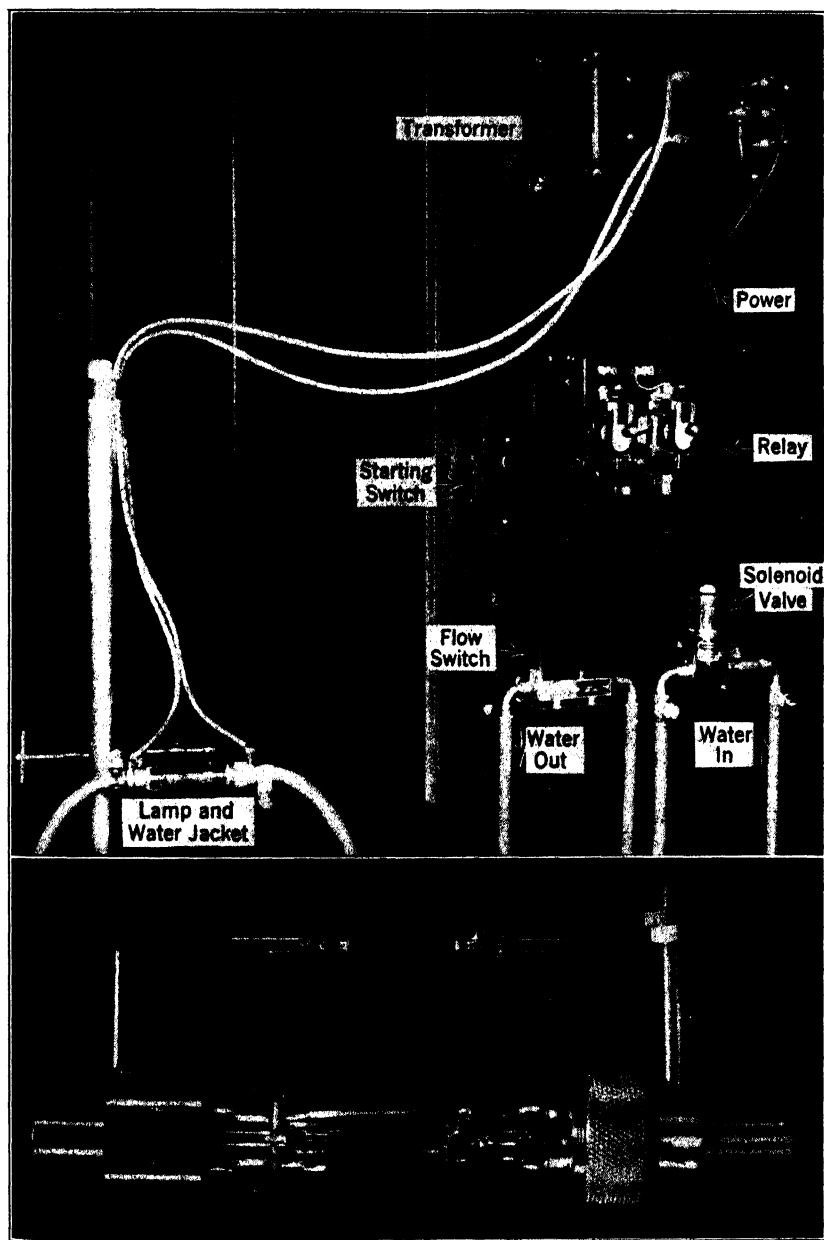 Transformer
Power
Relay
Starting
Switch
Solenoid
Valve
Flow
Switch
Water
Out
Water
In
Lamp and
Water Jacket